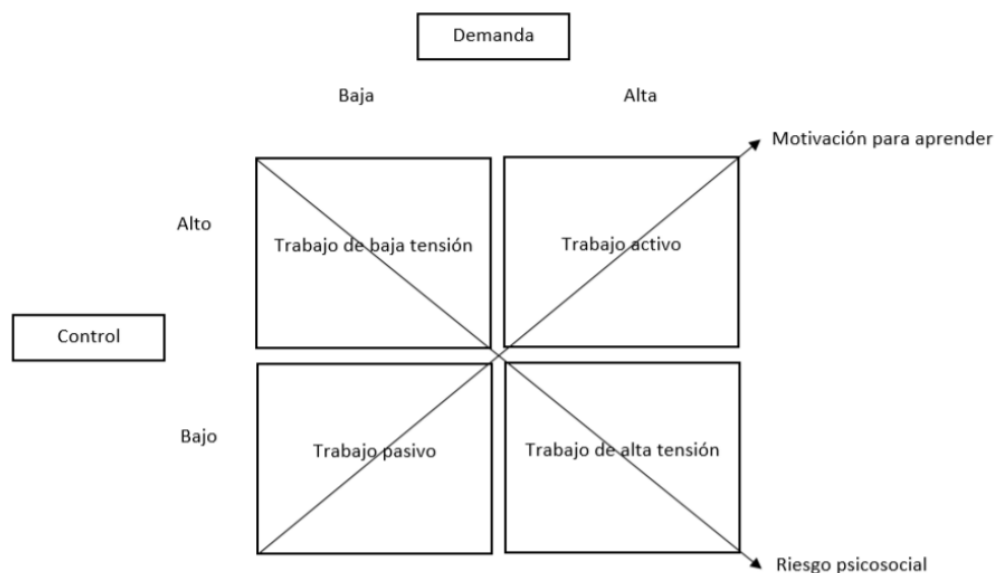 Demanda
Baja
Alta
Motivación para aprender
Alto
Trabajo de baja tensión
Trabajo activo
Control
Bajo
Trabajo pasivo
Trabajo de alta tensión
Riesgo psicosocial